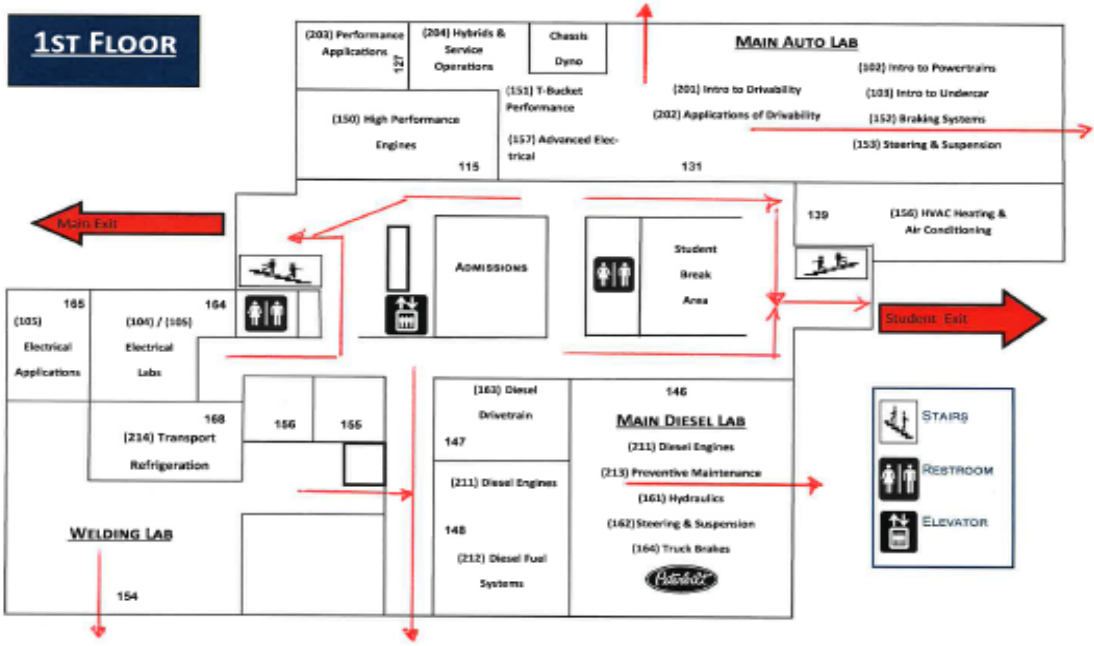 1ST FLOOR
(203) Performance
Applications
127
(204) Hybrids &
Service
Operations
Chassis
Dyno
MAIN AUTO LAB
(102) Intro to Powertrains
(103) Intro to Undercar
(152) Braking Systems
(153) Steering & Suspension
(201) Intro to Drivability
(202) Applications of Drivability
(151) T-Bucket
Performance
(157) Advanced Elec-
trical
131
(150) High Performance
Engines
115
139
(156) HVAC Heating &
Air Conditioning
Main Exit
ADMISSIONS
Student
Break
Area
Student Exit
165
(105)
Electrical
Applications
164
(104) / (105)
Electrical
Labs
168
(214) Transport
Refrigeration
156
155
WELDING LAB
154
(163) Diesel
Drivetrain
147
(211) Diesel Engines
148
(212) Diesel Fuel
Systems
146
MAIN DIESEL LAB
(211) Diesel Engines
(213) Preventive Maintenance
(161) Hydraulics
(162) Steering & Suspension
(164) Truck Brakes
Peterbilt
STAIRS
RESTROOM
ELEVATOR